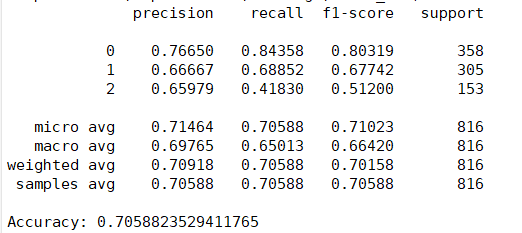 precision recall f1-score support
0 0.76650 0.84358 0.80319 358
1 0.66667 0.68852 0.67742 305
2 0.65979 0.41830 0.51200 153
micro avg 0.71464 0.70588 0.71023 816
macro avg 0.69765 0.65013 0.66420 816
weighted avg 0.70918 0.70588 0.70158 816
samples avg 0.70588 0.70588 0.70588 816
Accuracy: 0.7058823529411765